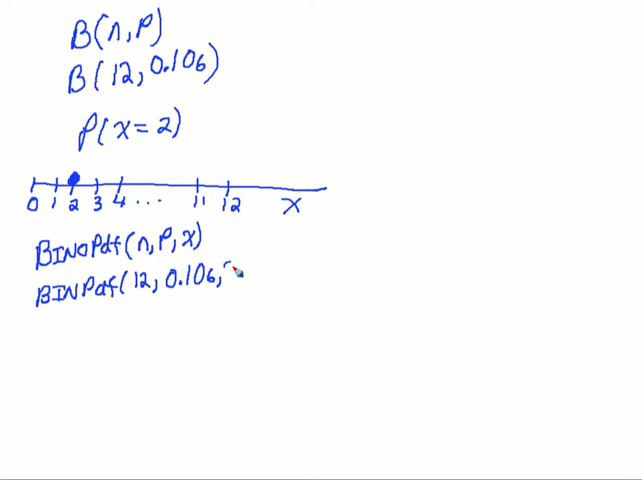 B(n,p)
B(12,0.106)
P(x=2)
0 1 2 3 4 ... 11 12 x
BINOPdf(n,p,x)
BINPdf(12,0.106,